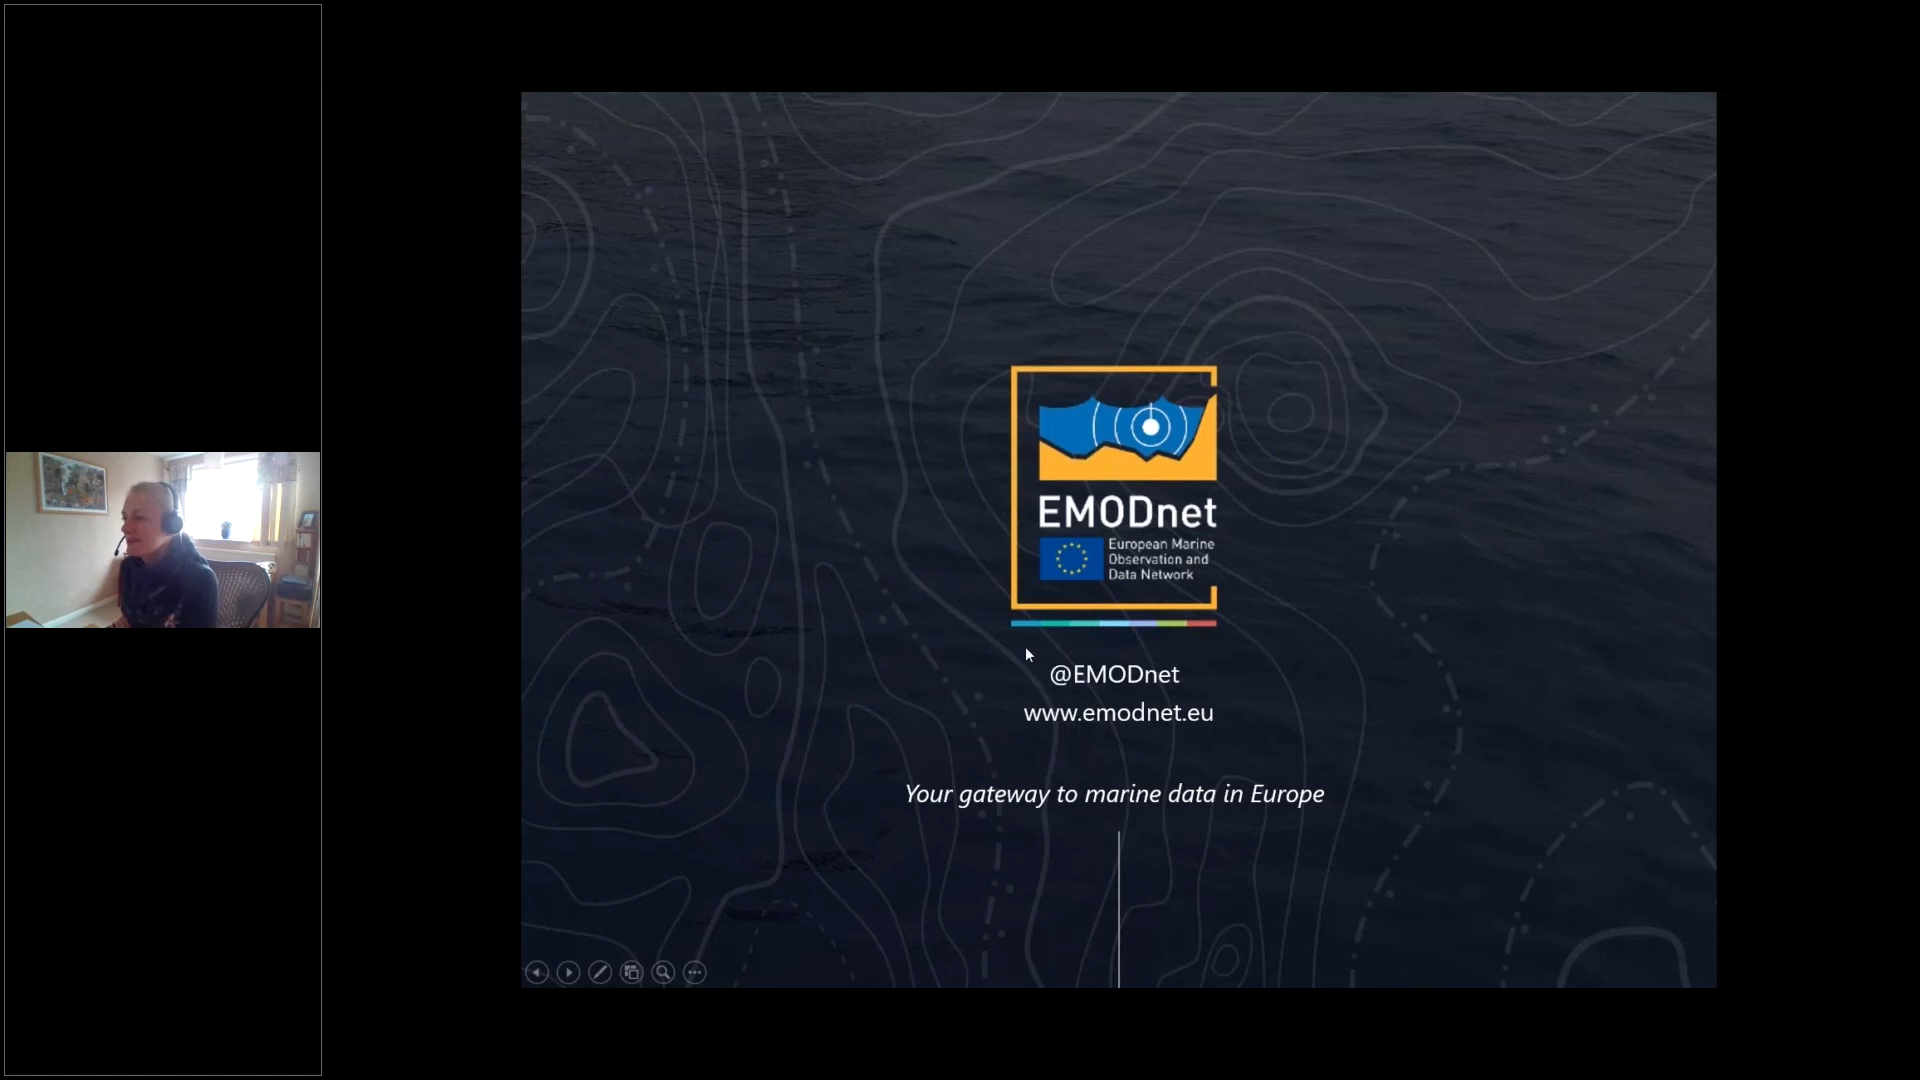 EMODnet
European Marine
Observation and
Data Network
@EMODnet
www.emodnet.eu
Your gateway to marine data in Europe